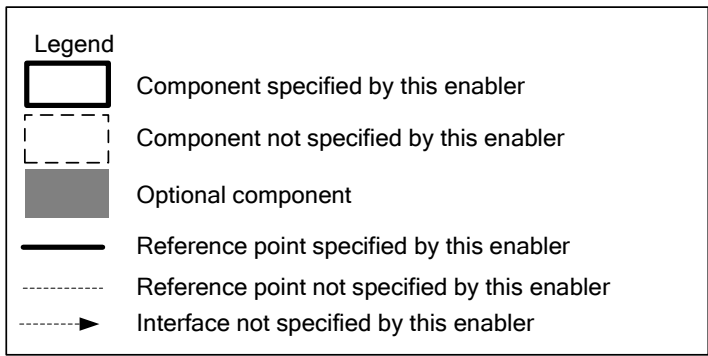 Legend
Component specified by this enabler
Component not specified by this enabler
Optional component
Reference point specified by this enabler
Reference point not specified by this enabler
Interface not specified by this enabler